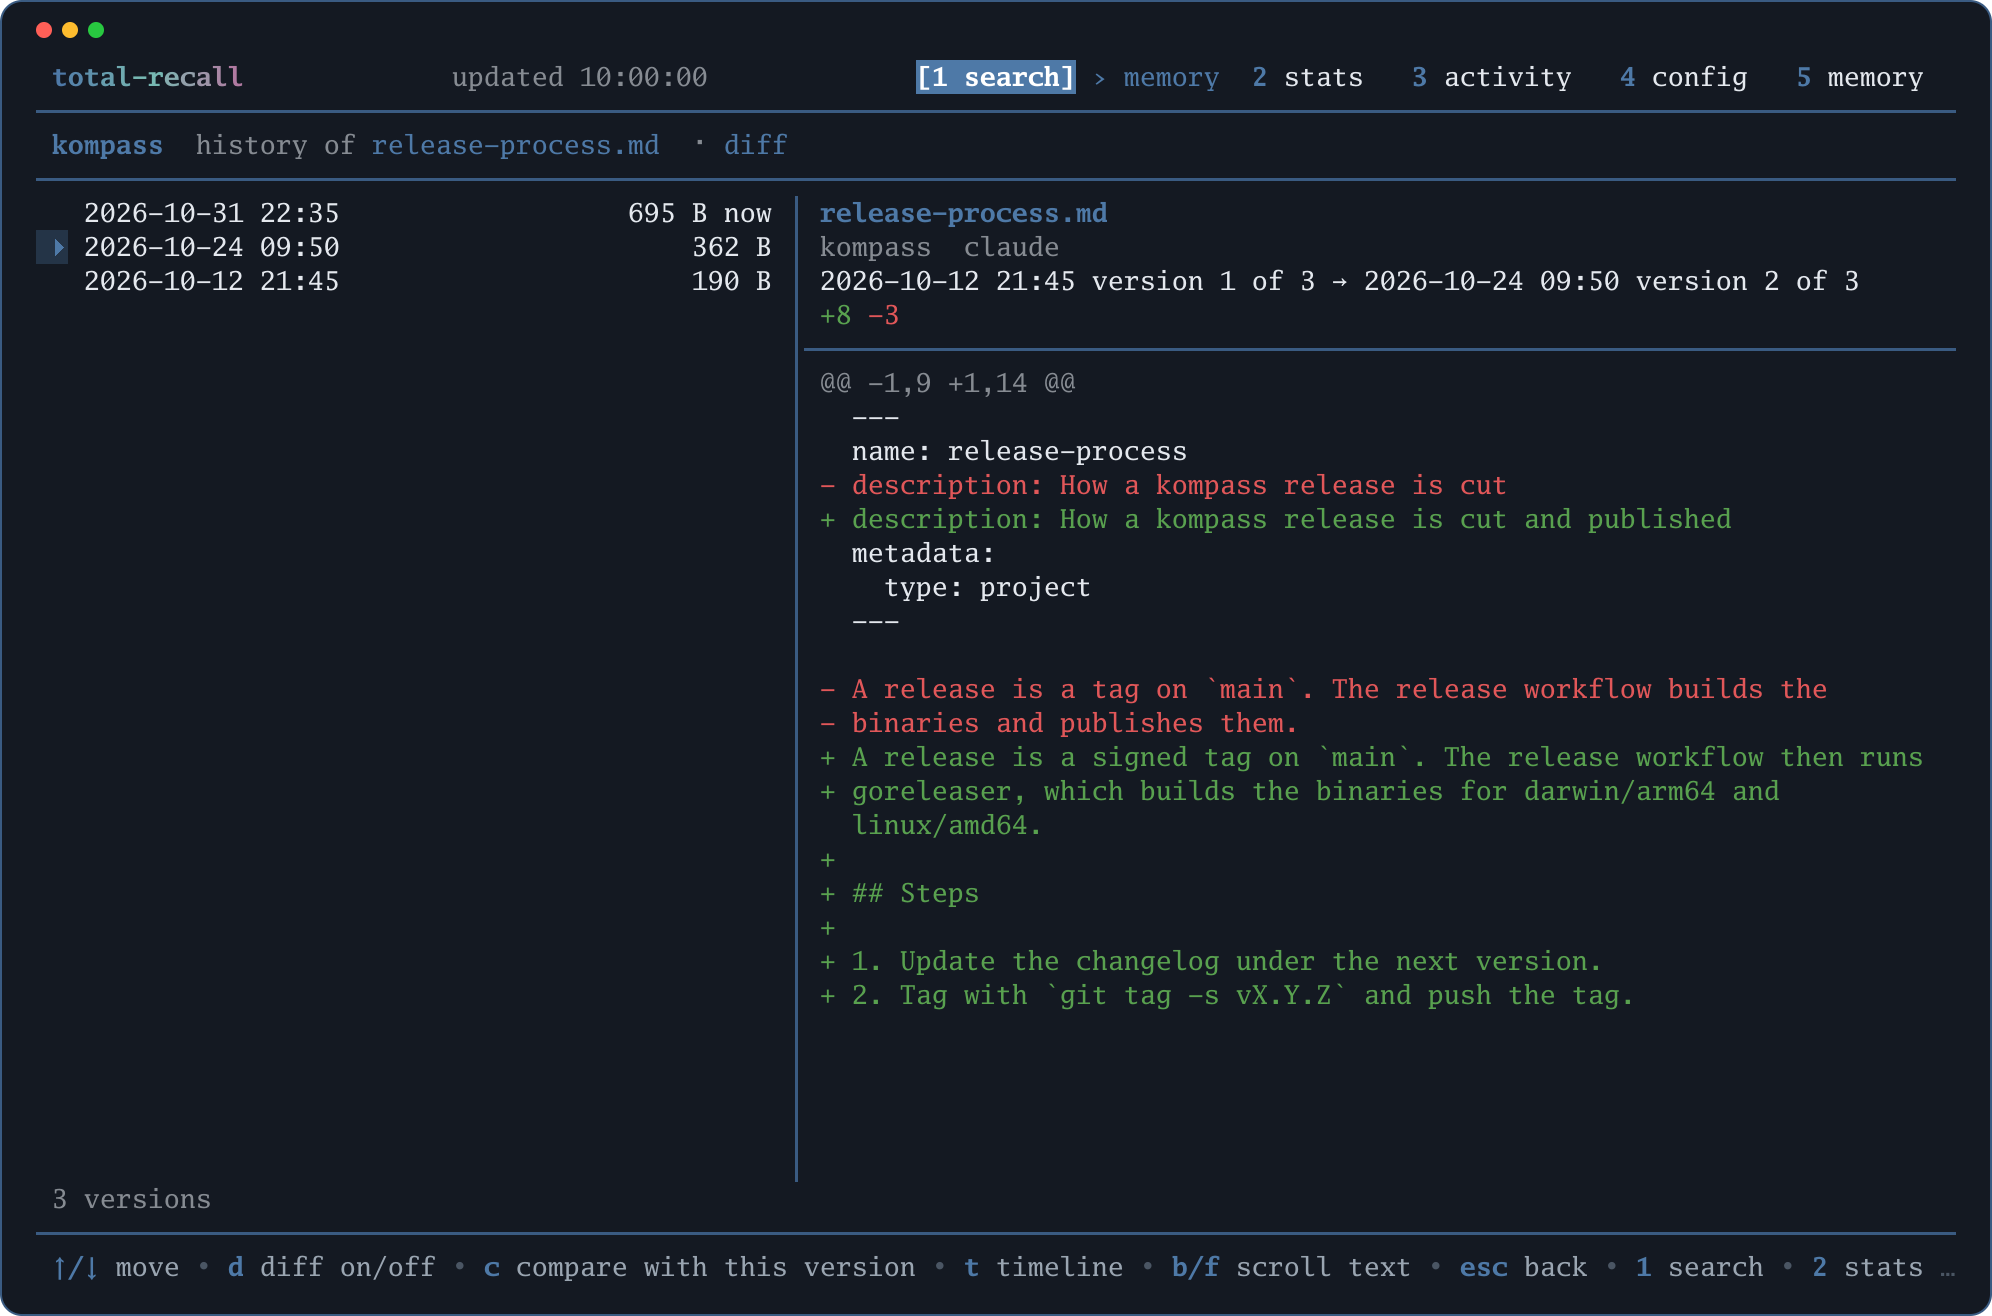 total-recall updated 10:00:00 [1 search] › memory 2 stats 3 activity 4 config 5 memory
kompass history of release-process.md · diff
2026-10-31 22:35 695 B now
2026-10-24 09:50 362 B
2026-10-12 21:45 190 B
release-process.md
kompass claude
2026-10-12 21:45 version 1 of 3 → 2026-10-24 09:50 version 2 of 3
+8 -3
@@ -1,9 +1,14 @@
---
name: release-process
- description: How a kompass release is cut
+ description: How a kompass release is cut and published
metadata:
type: project
---
- A release is a tag on `main`. The release workflow builds the
- binaries and publishes them.
+ A release is a signed tag on `main`. The release workflow then runs
+ goreleaser, which builds the binaries for darwin/arm64 and
linux/amd64.
+
+ ## Steps
+
+ 1. Update the changelog under the next version.
+ 2. Tag with `git tag -s vX.Y.Z` and push the tag.
3 versions
↑/↓ move • d diff on/off • c compare with this version • t timeline • b/f scroll text • esc back • 1 search • 2 stats …